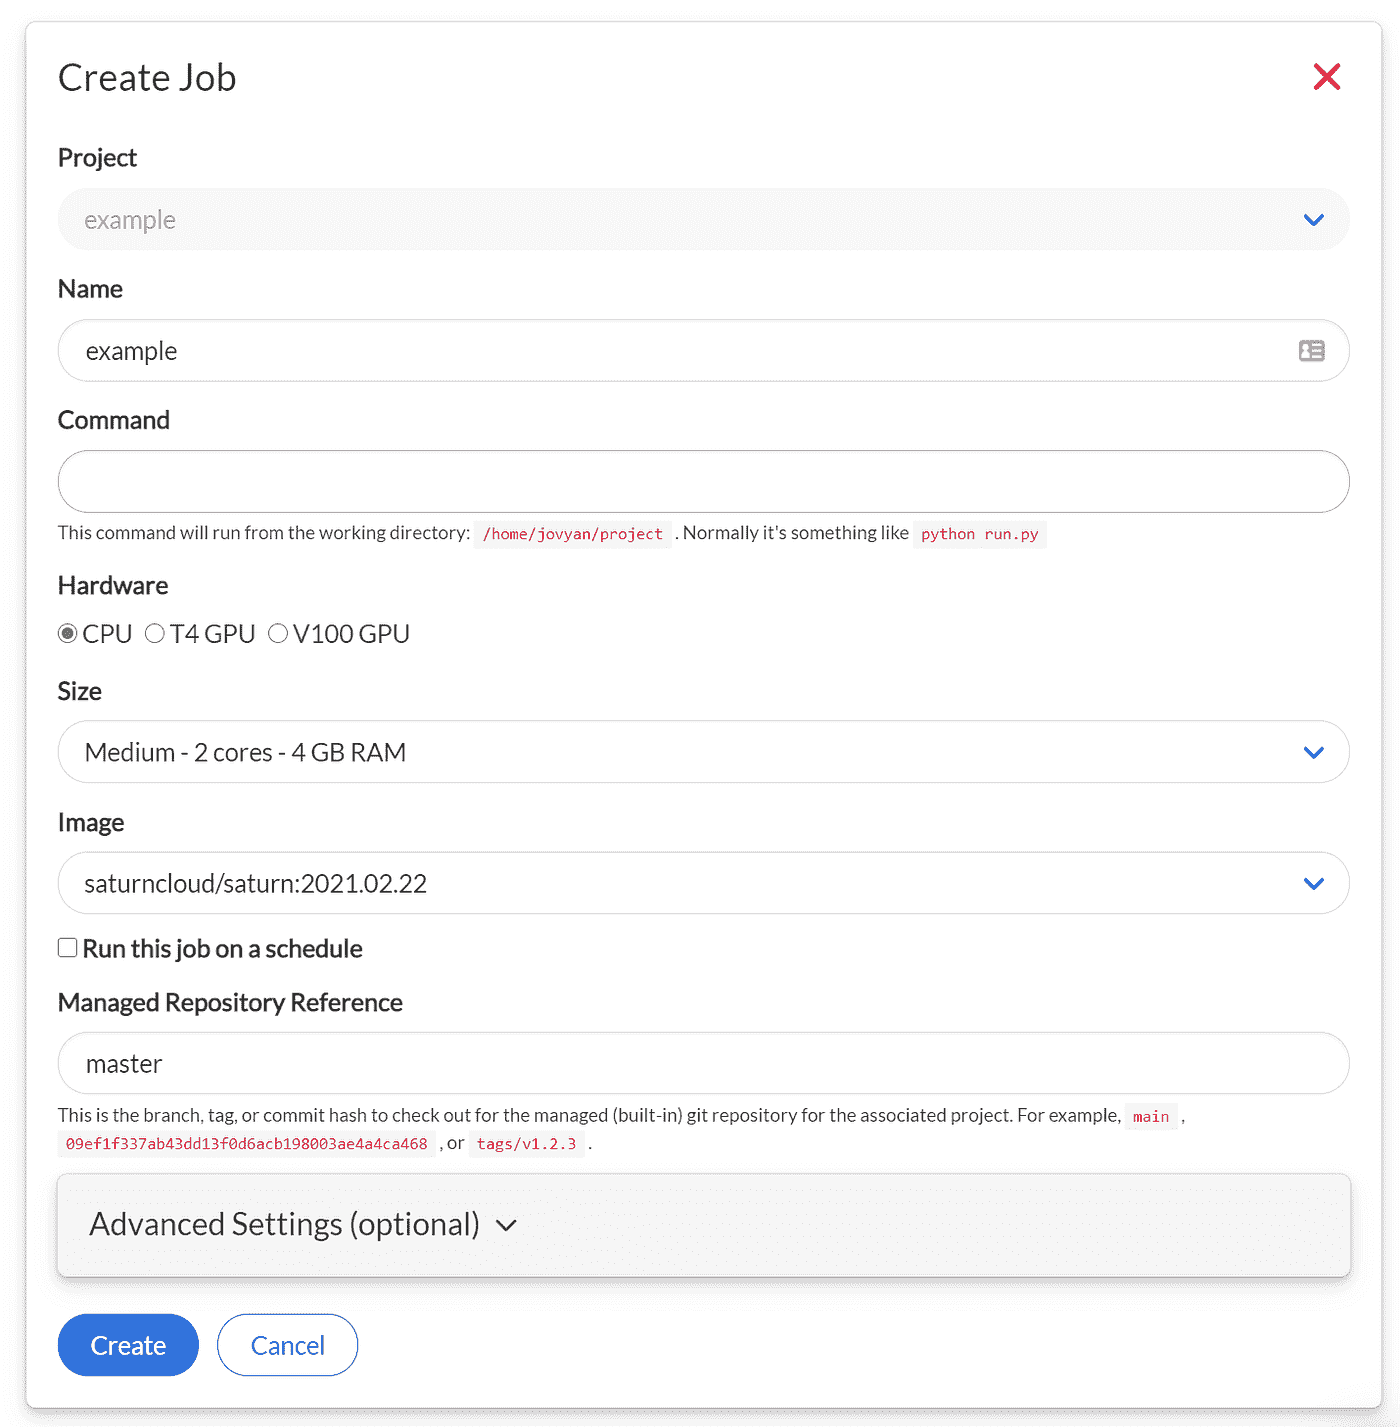 Create Job
Project
example
Name
example
Command
This command will run from the working directory: /home/jovyan/project . Normally it's something like python run.py
Hardware
CPU T4 GPU V100 GPU
Size
Medium - 2 cores - 4 GB RAM
Image
saturncloud/saturn:2021.02.22
Run this job on a schedule
Managed Repository Reference
master
This is the branch, tag, or commit hash to check out for the managed (built-in) git repository for the associated project. For example, main ,
09ef1f337ab43dd13f0d6acb198003ae4a4ca468 , or tags/v1.2.3 .
Advanced Settings (optional)
Create Cancel